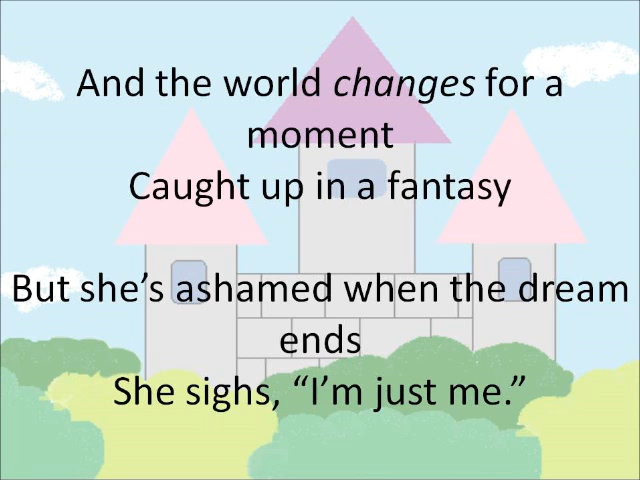 And the world changes for a
moment
Caught up in a fantasy
But she’s ashamed when the dream
ends
She sighs, “I’m just me.”